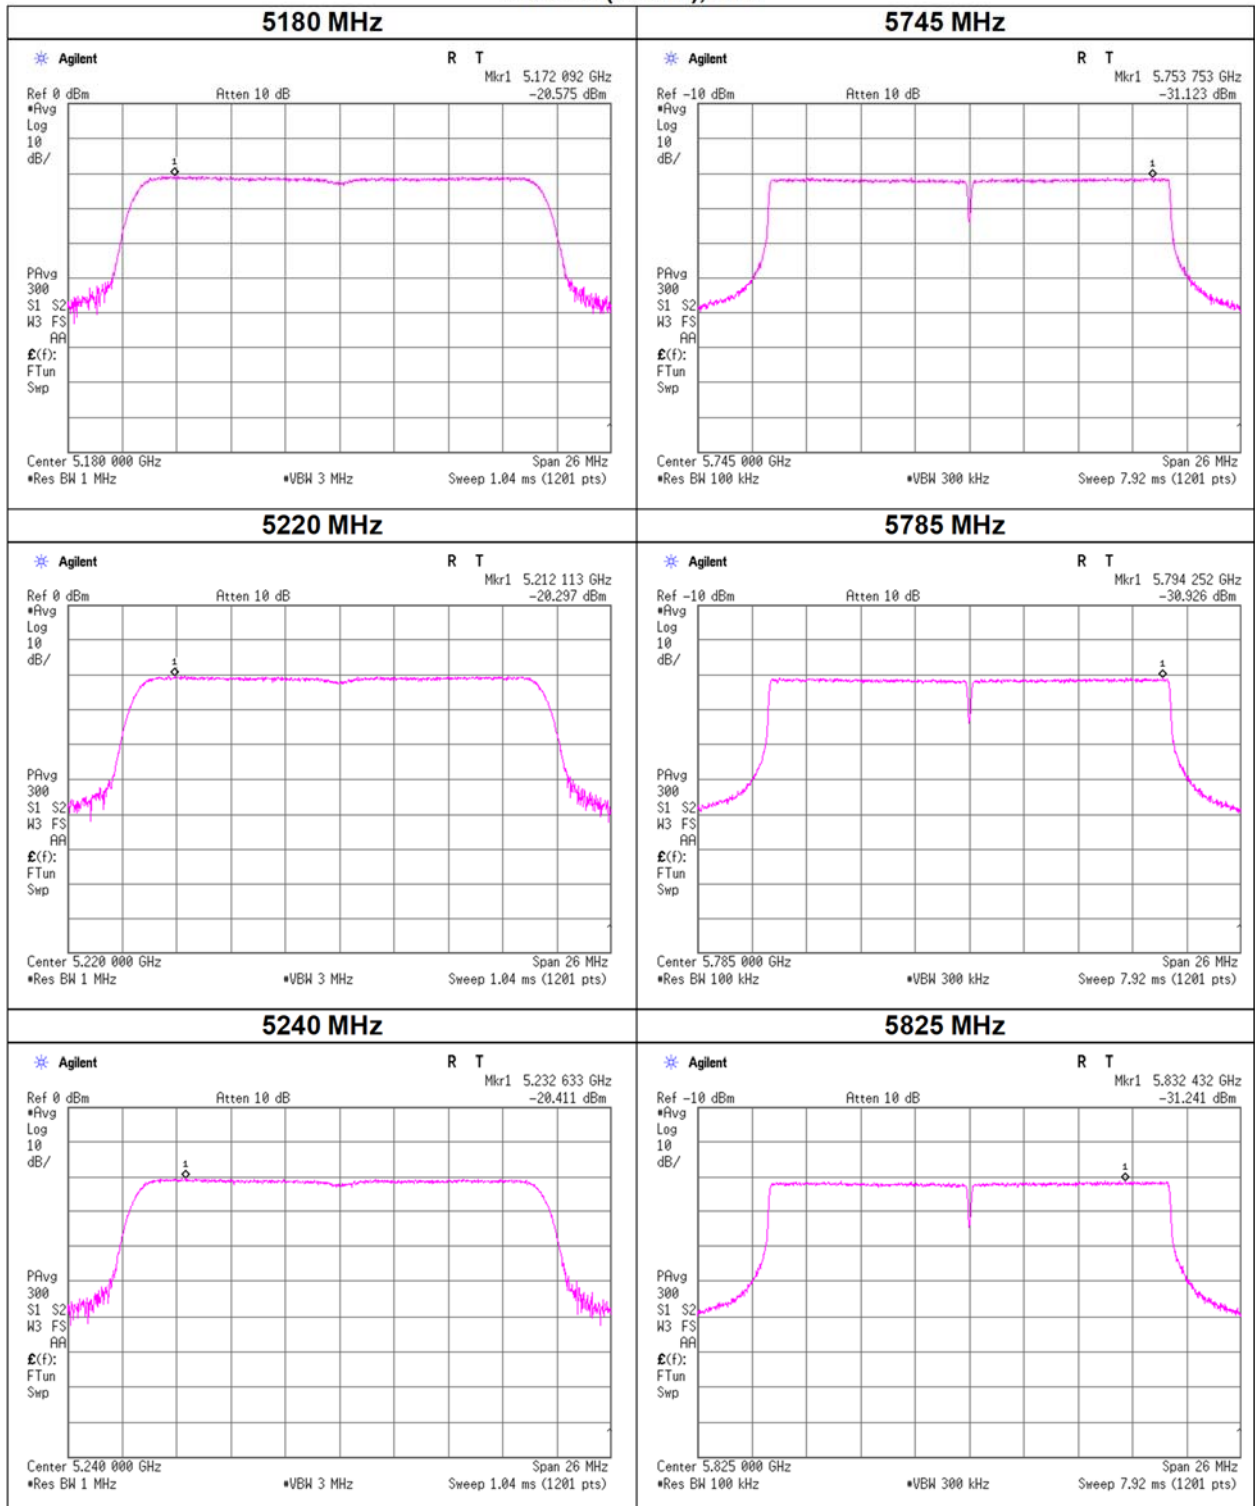 5180 MHz
Agilent R T
Mkr1 5.172 092 GHz
Ref 0 dBm Atten 10 dB -20.575 dBm
*Avg
Log
10
dB/
1
PAvg
300
S1 S2
W3 FS
AA
£(f):
FTun
Swp
Center 5.180 000 GHz Span 26 MHz
*Res BW 1 MHz *VBW 3 MHz Sweep 1.04 ms (1201 pts)
5745 MHz
Agilent R T
Mkr1 5.753 753 GHz
Ref -10 dBm Atten 10 dB -31.123 dBm
*Avg
Log
10
dB/
1
PAvg
300
S1 S2
W3 FS
AA
£(f):
FTun
Swp
Center 5.745 000 GHz Span 26 MHz
*Res BW 100 kHz *VBW 300 kHz Sweep 7.92 ms (1201 pts)
5220 MHz
Agilent R T
Mkr1 5.212 113 GHz
Ref 0 dBm Atten 10 dB -20.297 dBm
*Avg
Log
10
dB/
1
PAvg
300
S1 S2
W3 FS
AA
£(f):
FTun
Swp
Center 5.220 000 GHz Span 26 MHz
*Res BW 1 MHz *VBW 3 MHz Sweep 1.04 ms (1201 pts)
5785 MHz
Agilent R T
Mkr1 5.794 252 GHz
Ref -10 dBm Atten 10 dB -30.926 dBm
*Avg
Log
10
dB/
1
PAvg
300
S1 S2
W3 FS
AA
£(f):
FTun
Swp
Center 5.785 000 GHz Span 26 MHz
*Res BW 100 kHz *VBW 300 kHz Sweep 7.92 ms (1201 pts)
5240 MHz
Agilent R T
Mkr1 5.232 633 GHz
Ref 0 dBm Atten 10 dB -20.411 dBm
*Avg
Log
10
dB/
1
PAvg
300
S1 S2
W3 FS
AA
£(f):
FTun
Swp
Center 5.240 000 GHz Span 26 MHz
*Res BW 1 MHz *VBW 3 MHz Sweep 1.04 ms (1201 pts)
5825 MHz
Agilent R T
Mkr1 5.832 432 GHz
Ref -10 dBm Atten 10 dB -31.241 dBm
*Avg
Log
10
dB/
1
PAvg
300
S1 S2
W3 FS
AA
£(f):
FTun
Swp
Center 5.825 000 GHz Span 26 MHz
*Res BW 100 kHz *VBW 300 kHz Sweep 7.92 ms (1201 pts)